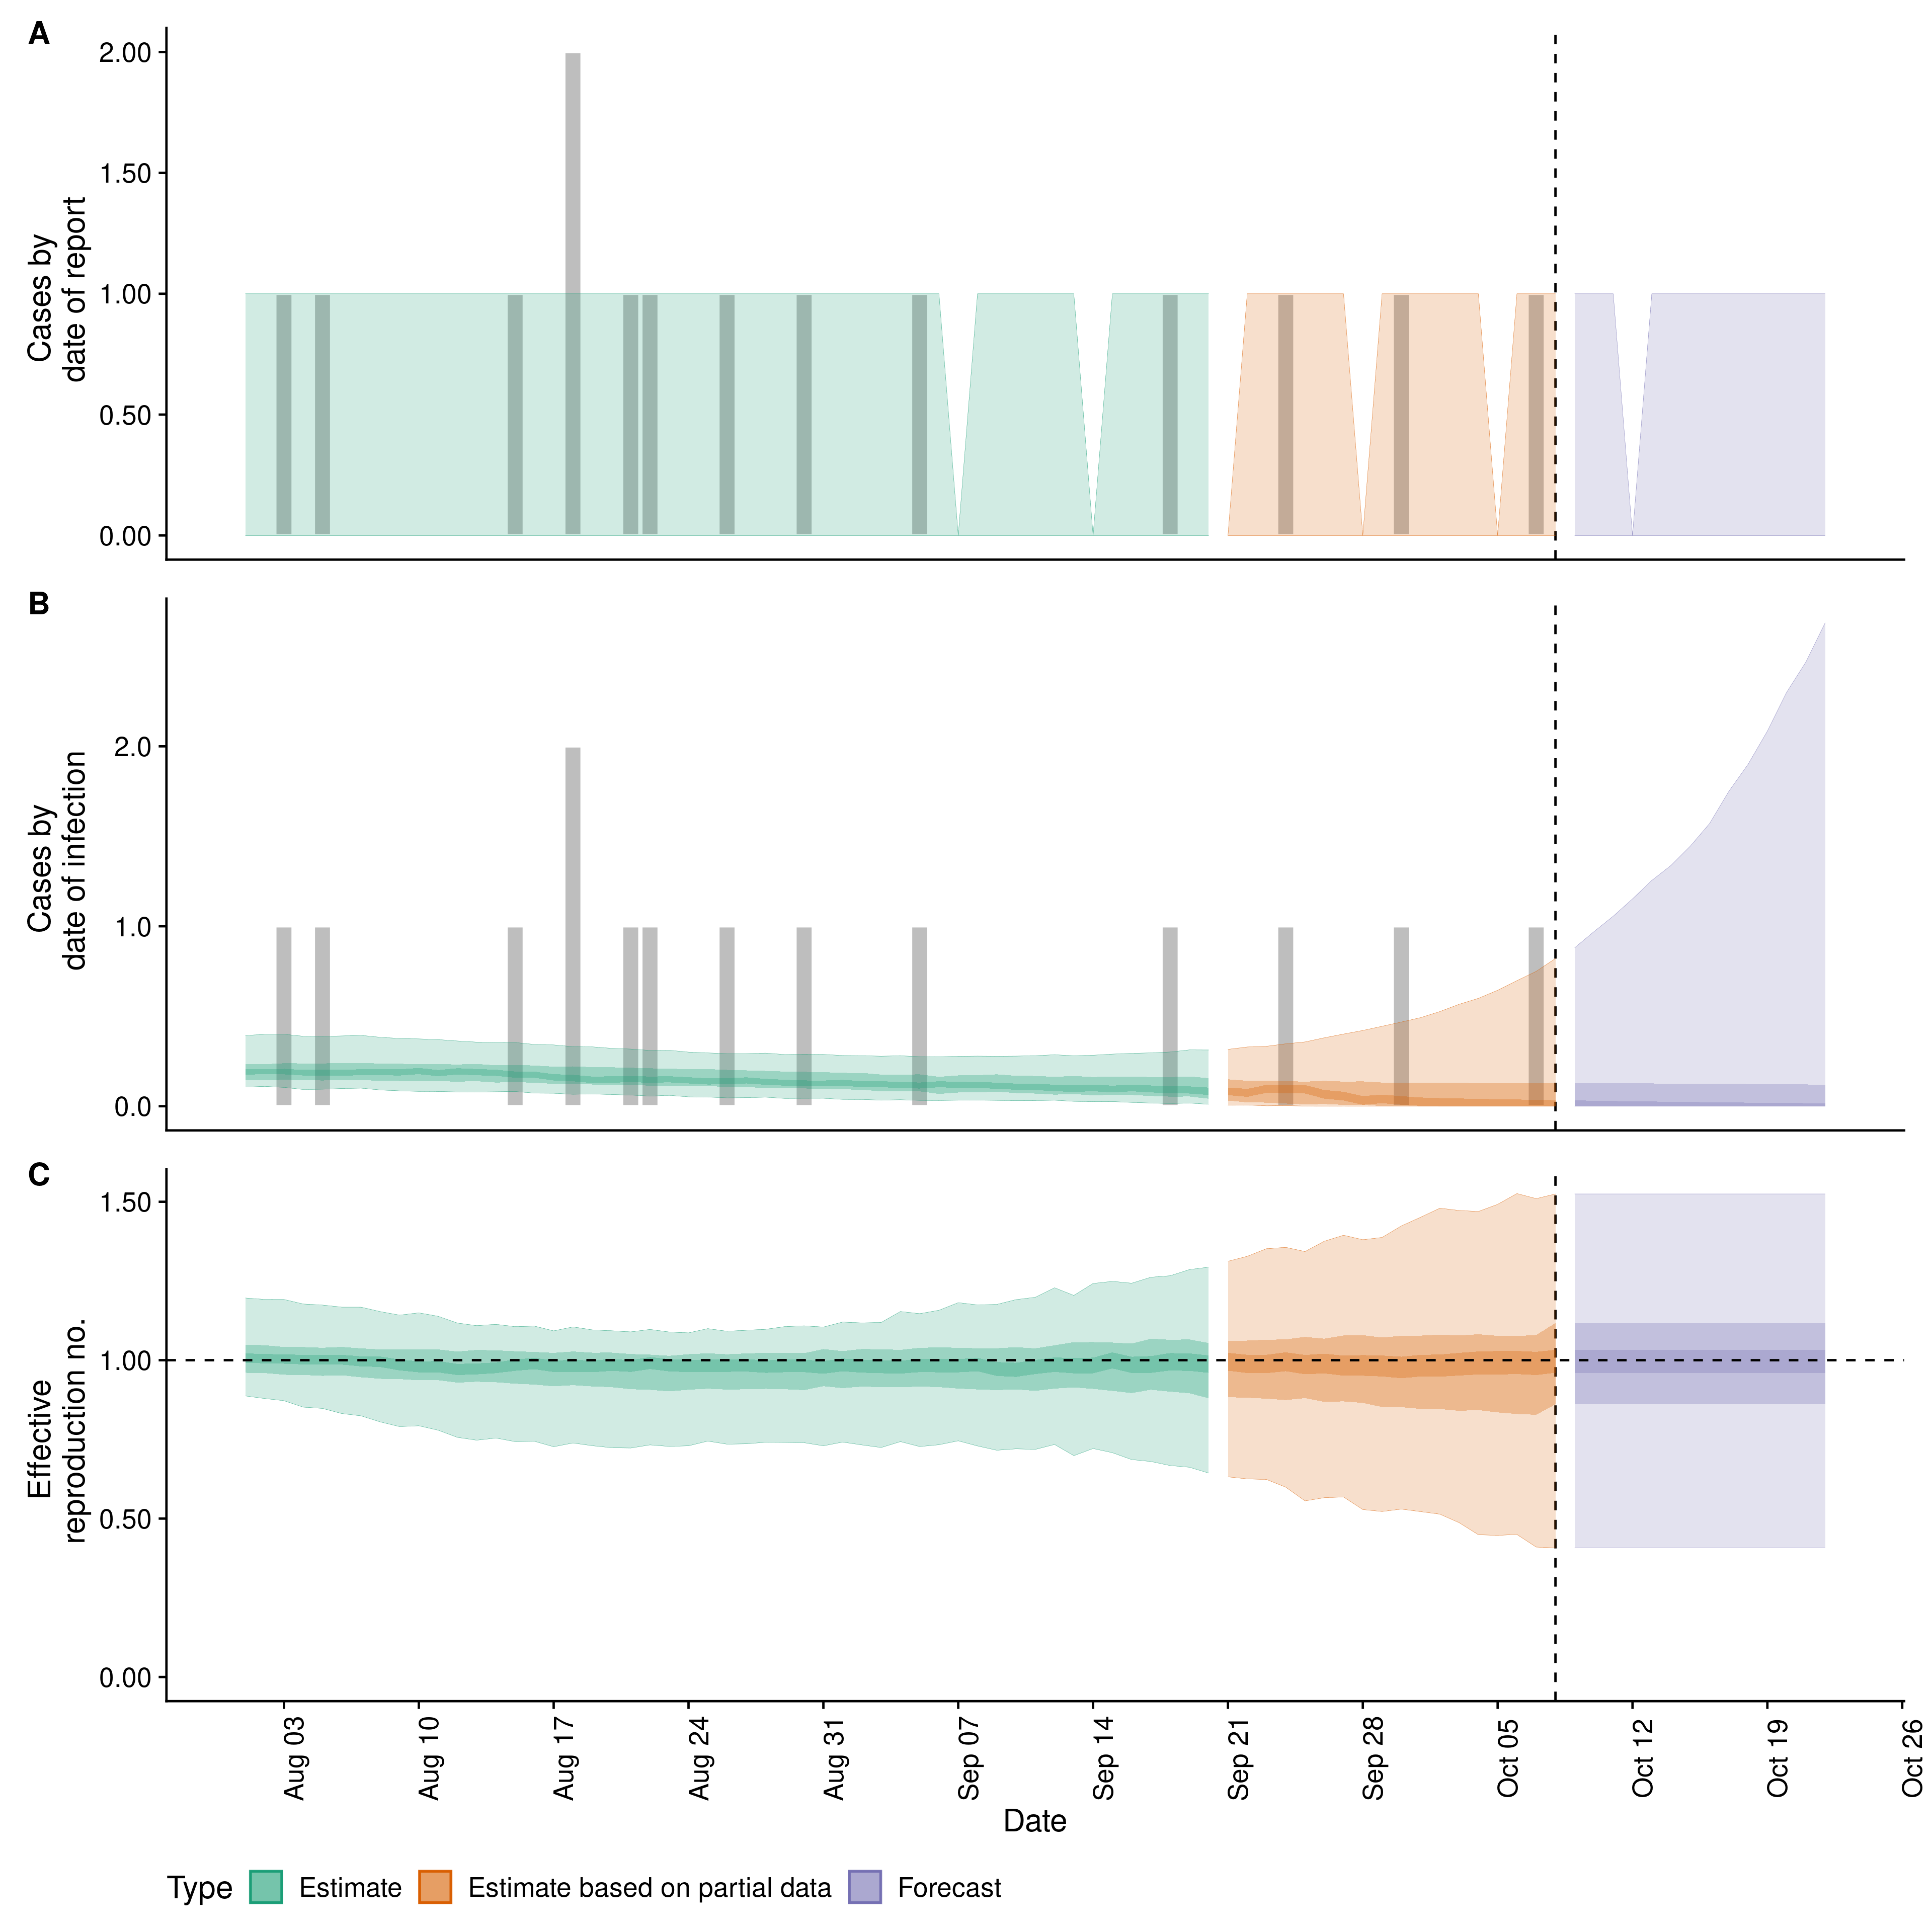 A
2.00
1.50
1.00
0.50
0.00
Cases by
date of report
B
2.0
1.0
0.0
Cases by
date of infection
C
1.50
1.00
0.50
0.00
Effective
reproduction no.
Aug 03
Aug 10
Aug 17
Aug 24
Aug 31
Sep 07
Sep 14
Sep 21
Sep 28
Oct 05
Oct 12
Oct 19
Oct 26
Date
Type Estimate Estimate based on partial data Forecast